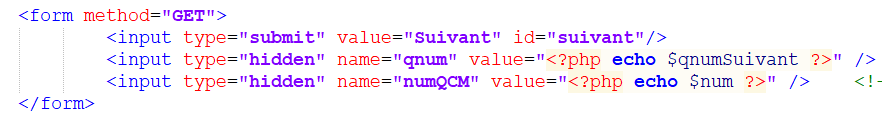 <form method="GET">
<input type="submit" value="Suivant" id="suivant"/>
<input type="hidden" name="qnum" value="<?php echo $qnumSuivant ?>" />
<input type="hidden" name="numQCM" value="<?php echo $num ?>" /> <!-
</form>